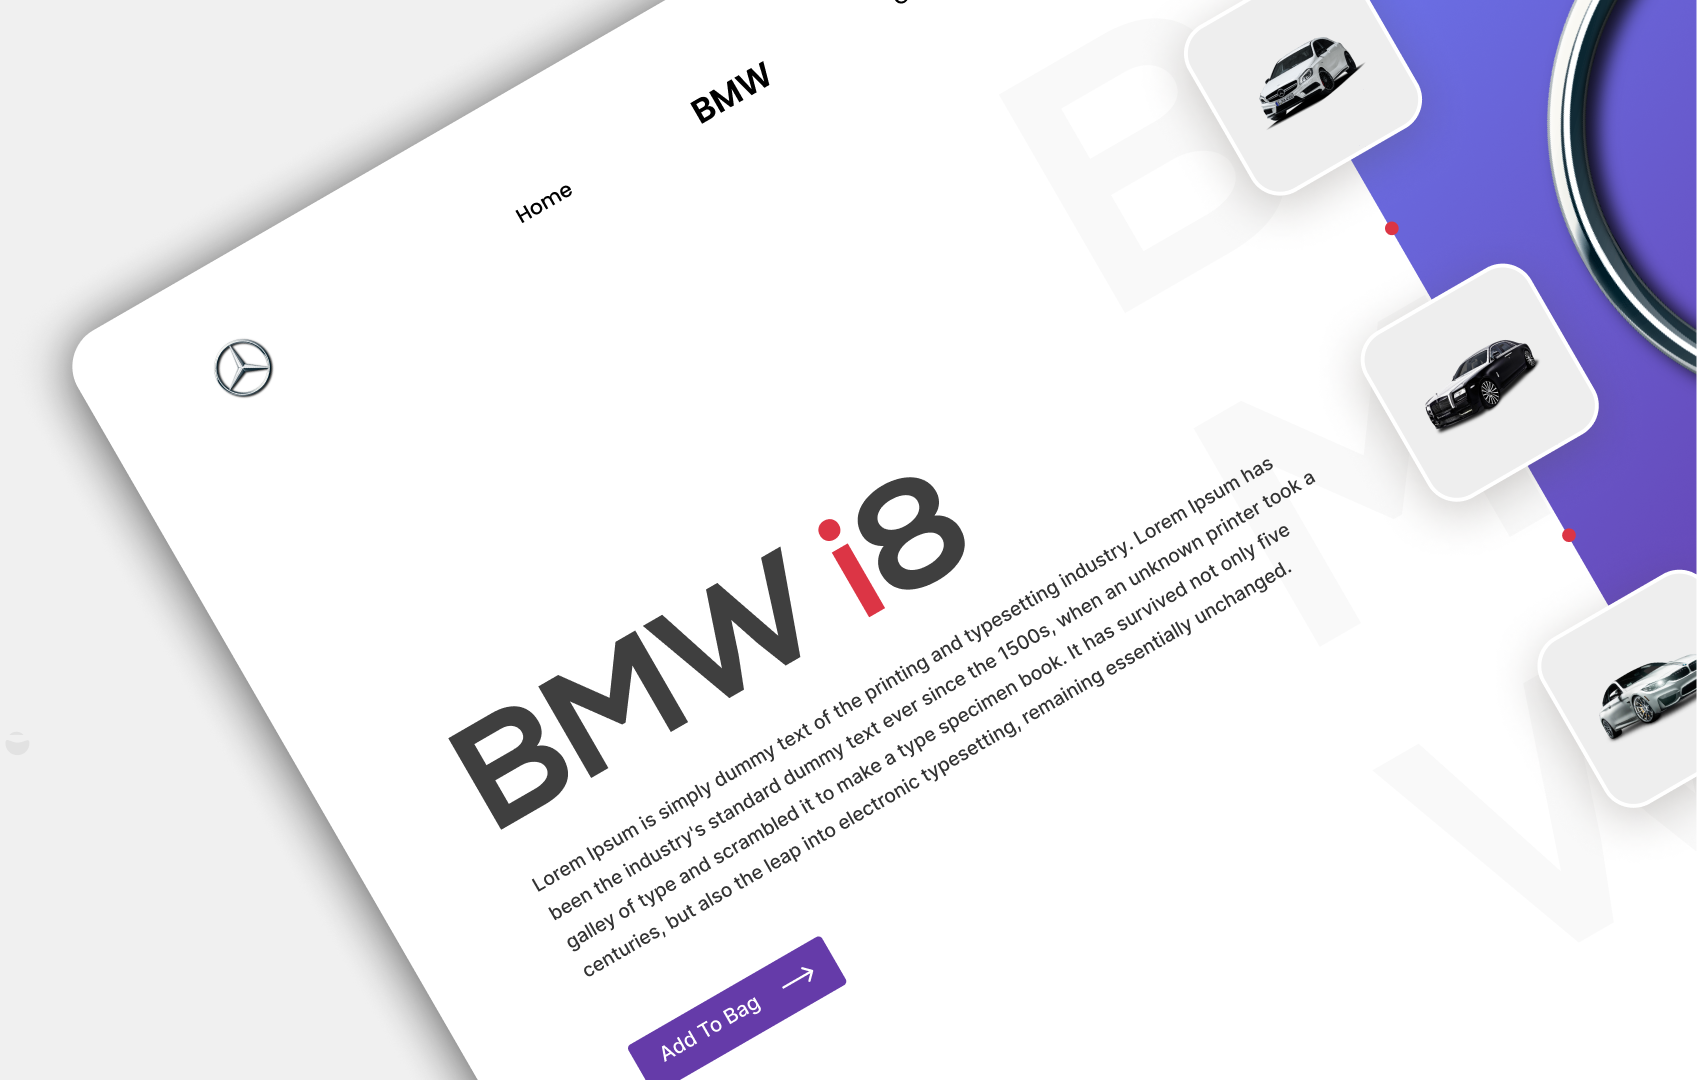 Home
BMW
B
M
W
BMW i8
Lorem Ipsum is simply dummy text of the printing and typesetting industry. Lorem Ipsum has
been the industry's standard dummy text ever since the 1500s, when an unknown printer took a
galley of type and scrambled it to make a type specimen book. It has survived not only five
centuries, but also the leap into electronic typesetting, remaining essentially unchanged.
Add To Bag